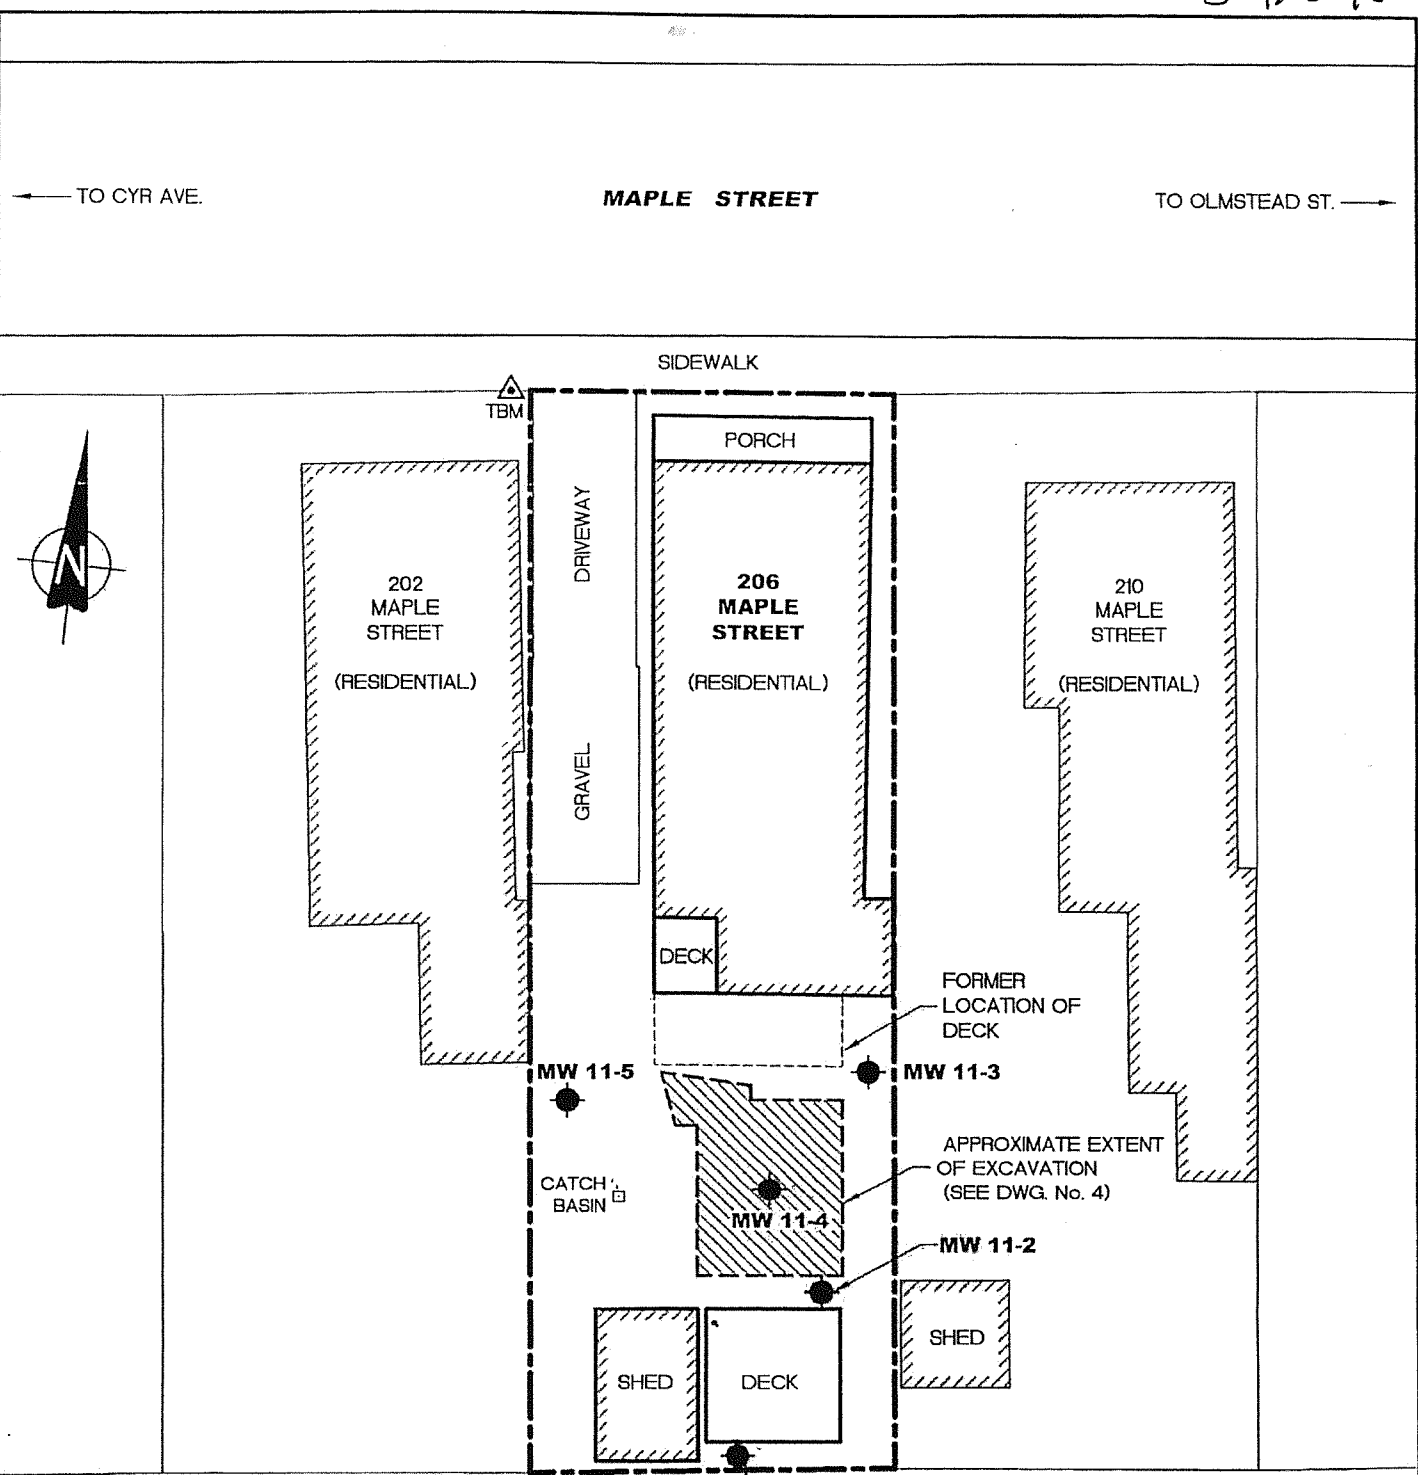 TO CYR AVE.
MAPLE STREET
TO OLMSTEAD ST.
SIDEWALK
TBM
PORCH
DRIVEWAY
GRAVEL
N
202
MAPLE
STREET
(RESIDENTIAL)
206
MAPLE
STREET
(RESIDENTIAL)
210
MAPLE
STREET
(RESIDENTIAL)
DECK
FORMER
LOCATION OF
DECK
MW 11-5
MW 11-3
APPROXIMATE EXTENT
OF EXCAVATION
(SEE DWG. No. 4)
CATCH
BASIN
MW 11-4
MW 11-2
SHED
DECK
SHED